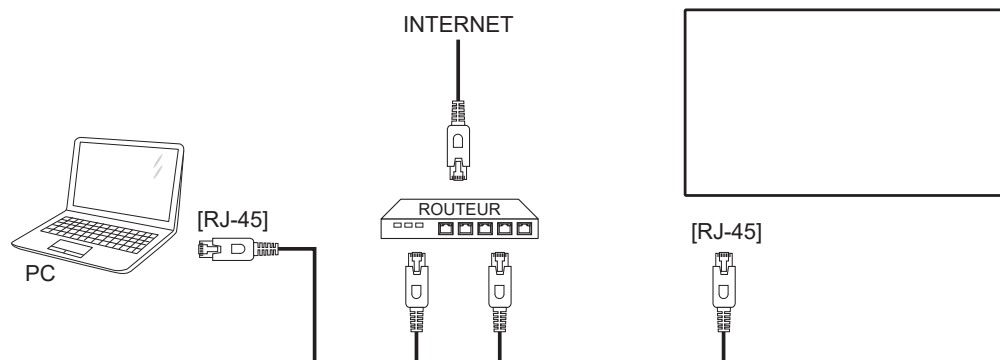 INTERNET
ROUTEUR
[RJ-45]
[RJ-45]
PC